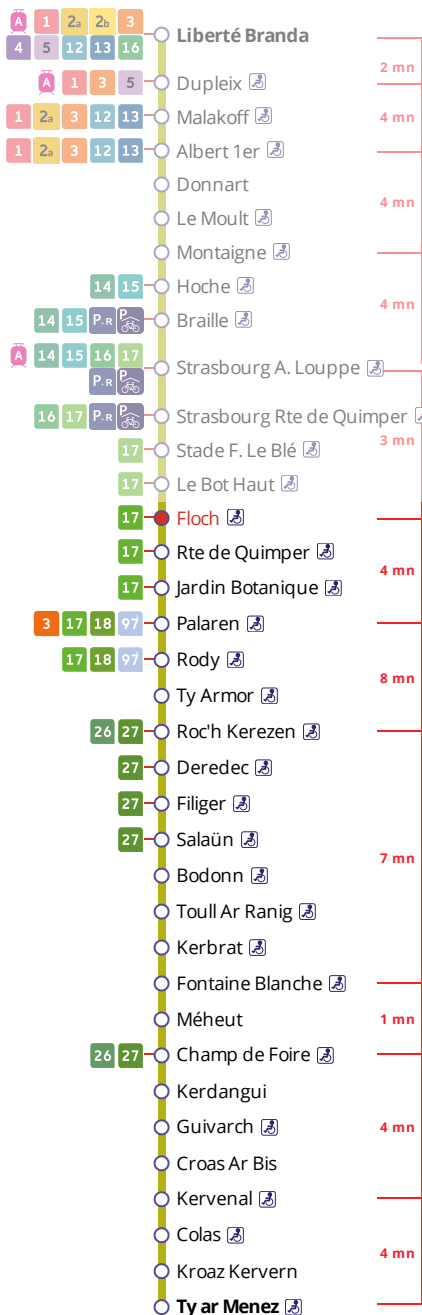 A 1 2a 2b 3
4 5 12 13 16 Liberté Branda
2 mn
A 1 3 5 Dupleix
1 2a 3 12 13 Malakoff
4 mn
1 2a 3 12 13 Albert 1er
Donnart
4 mn
Le Moult
Montaigne
14 15 Hoche
4 mn
14 15 P.R P Braille
A 14 15 16 17 Strasbourg A. Louppe
P.R P
16 17 P.R P Strasbourg Rte de Quimper
3 mn
17 Stade F. Le Blé
17 Le Bot Haut
17 Floch
17 Rte de Quimper
4 mn
17 Jardin Botanique
3 17 18 97 Palaren
17 18 97 Rody
8 mn
Ty Armor
26 27 Roc'h Kerezen
27 Deredec
27 Filiger
27 Salaün
7 mn
Bodonn
Toull Ar Ranig
Kerbrat
Fontaine Blanche
Méheut 1 mn
26 27 Champ de Foire
Kerdangui
Guivarch 4 mn
Croas Ar Bis
Kervenal
Colas
4 mn
Kroaz Kervern
Ty ar Menez